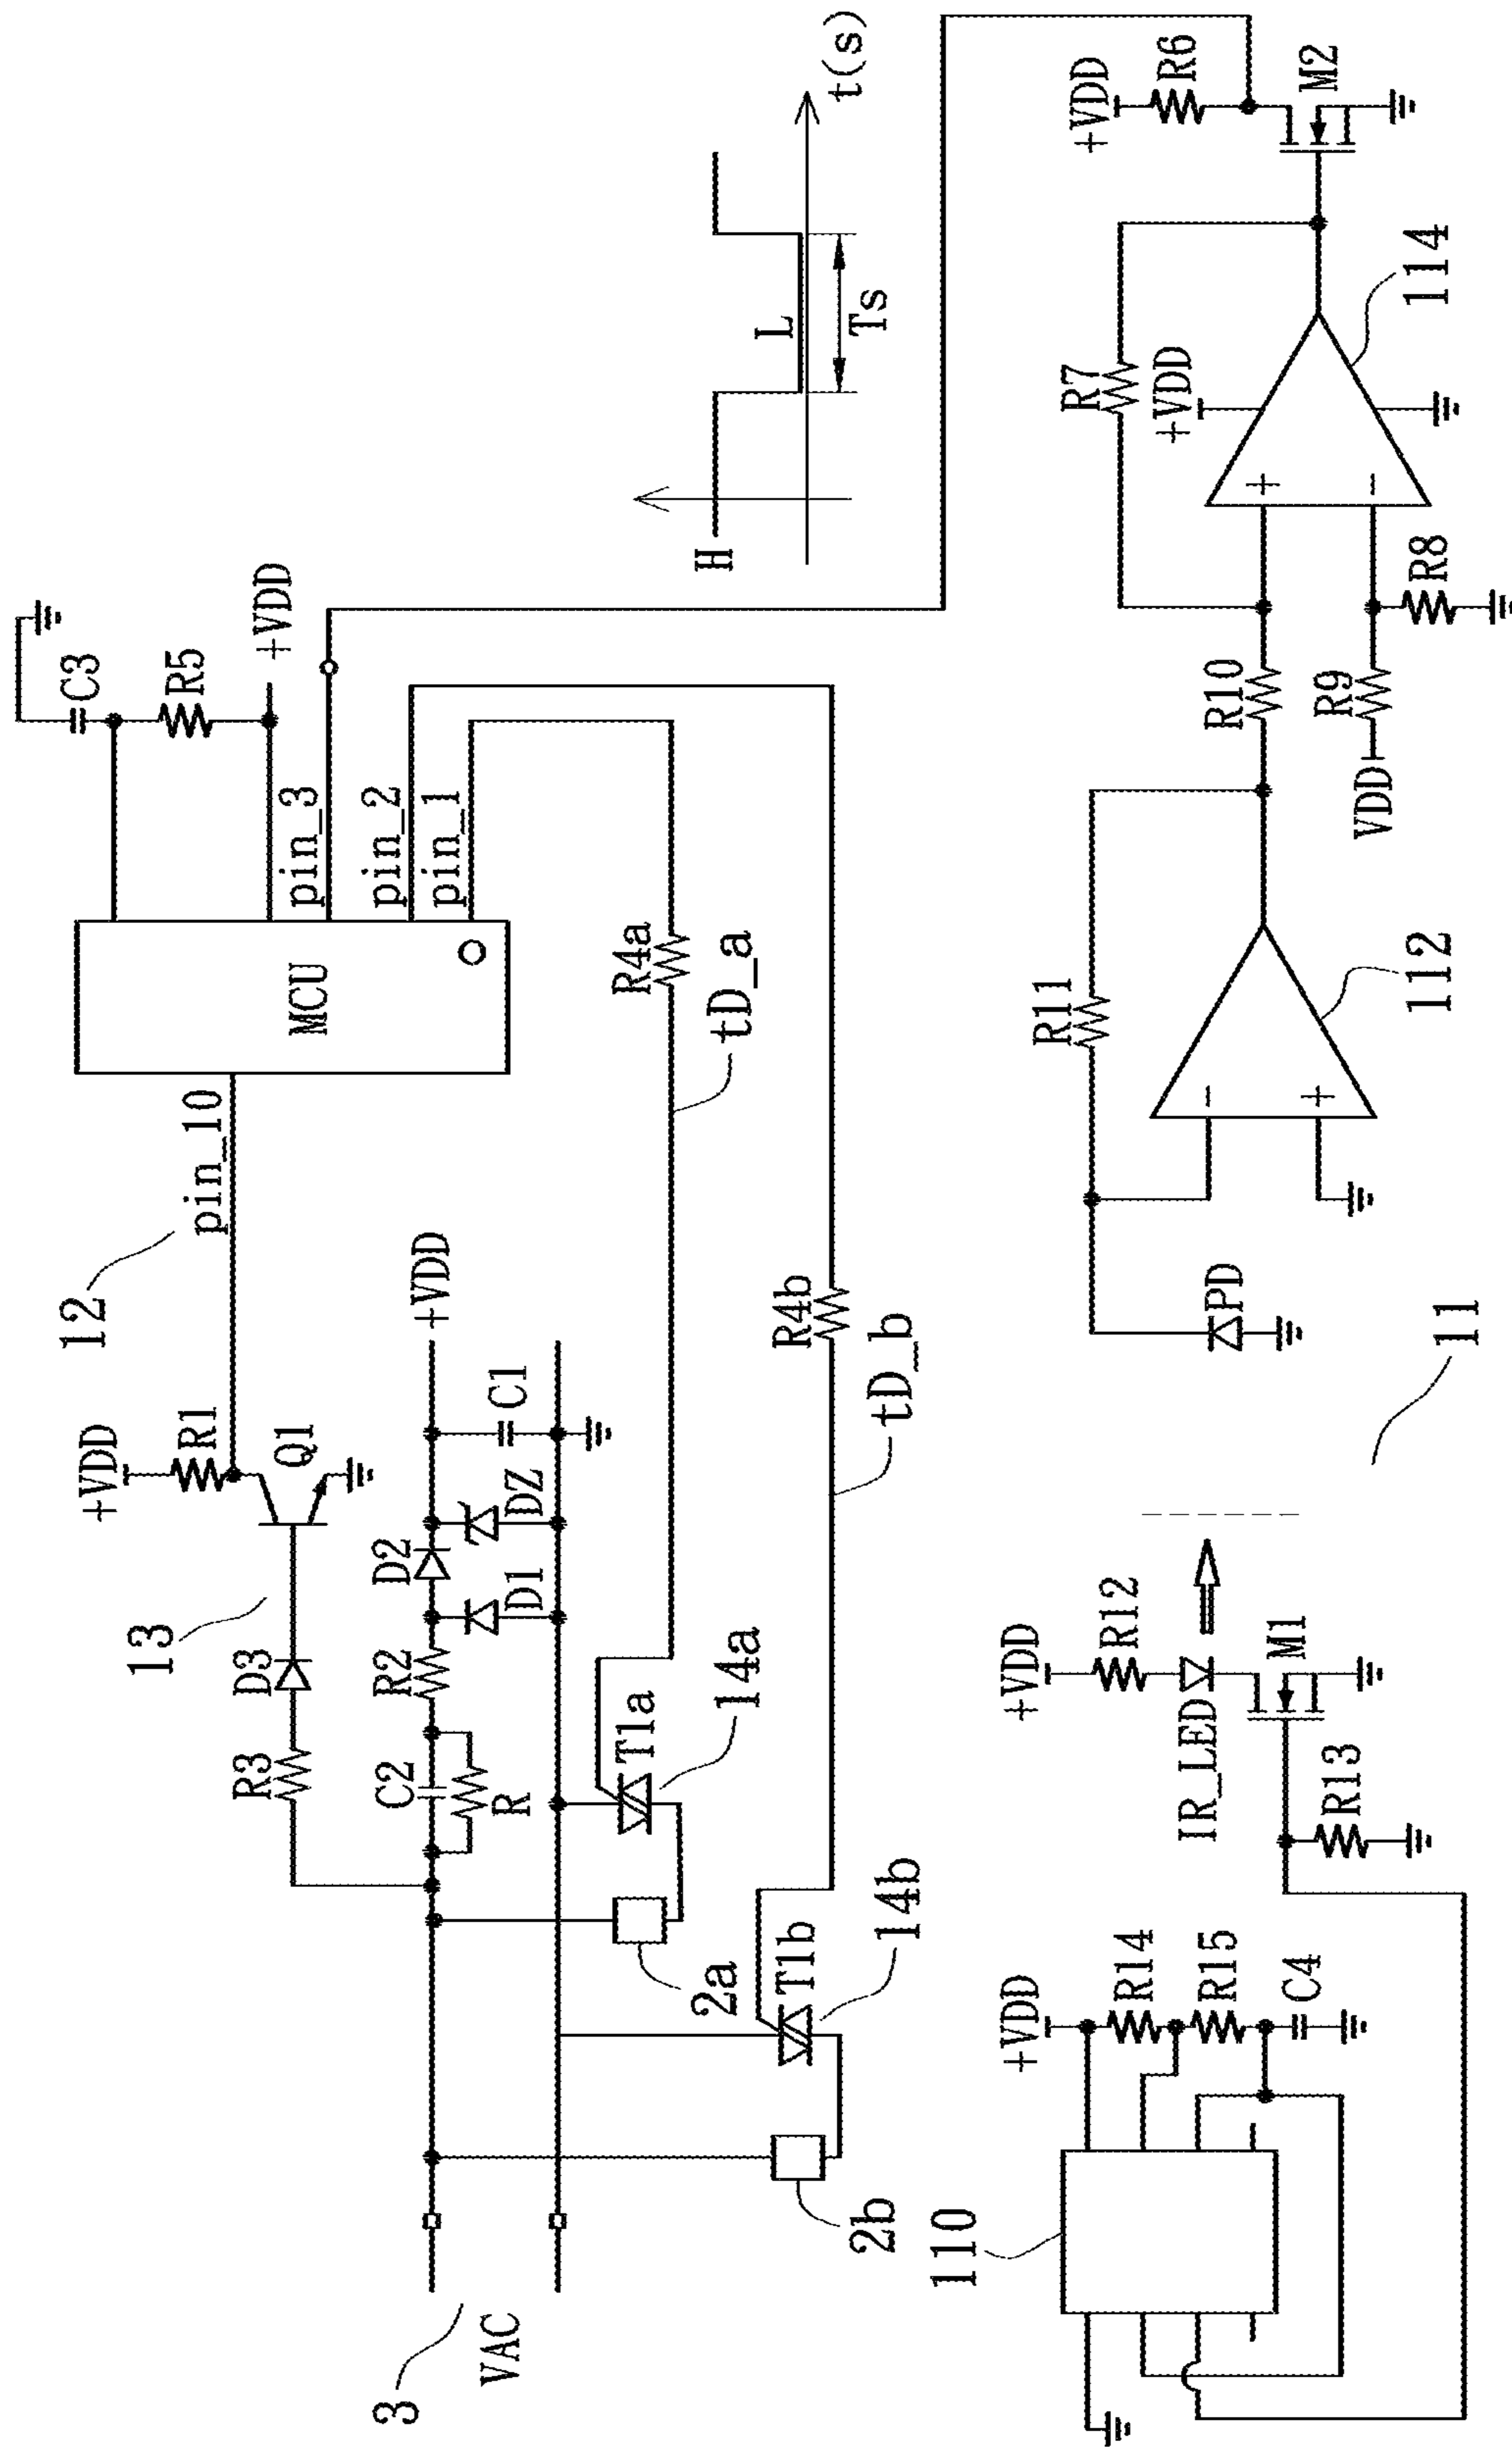 +VDD
R1
Q1
13
D3
R3
12
pin_10
MCU
C3
R5
+VDD
pin_3
pin_2
pin_1
3
VAC
C2
R
R2
D2
D1
DZ
C1
+VDD
2a
T1a
14a
R4a
tD_a
2b
T1b
14b
R4b
tD_b
H
L
Ts
t(s)
110
+VDD
R14
R15
C4
+VDD
R12
IR_LED
M1
R13
11
PD
R11
112
R10
R9
VDD
R8
R7
+VDD
+
-
-
+
114
+VDD
R6
M2